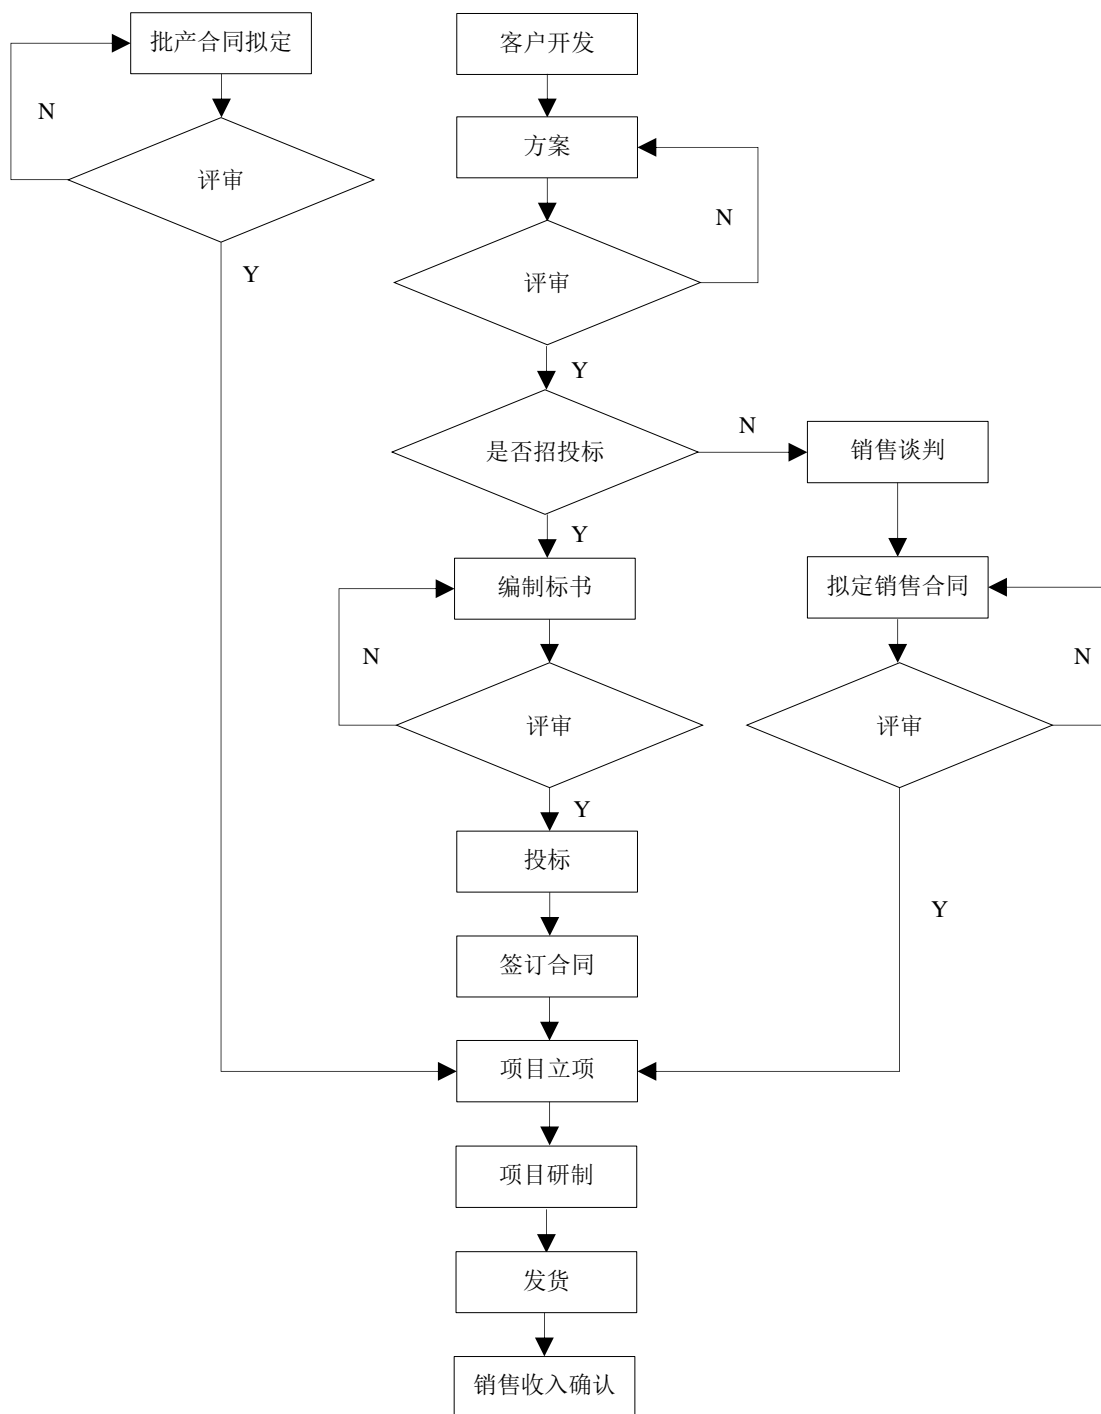 批产合同拟定
客户开发
N
方案
评审
N
Y
评审
Y
是否招投标
N
销售谈判
Y
编制标书
拟定销售合同
N
N
评审
评审
Y
投标
Y
签订合同
项目立项
项目研制
发货
销售收入确认